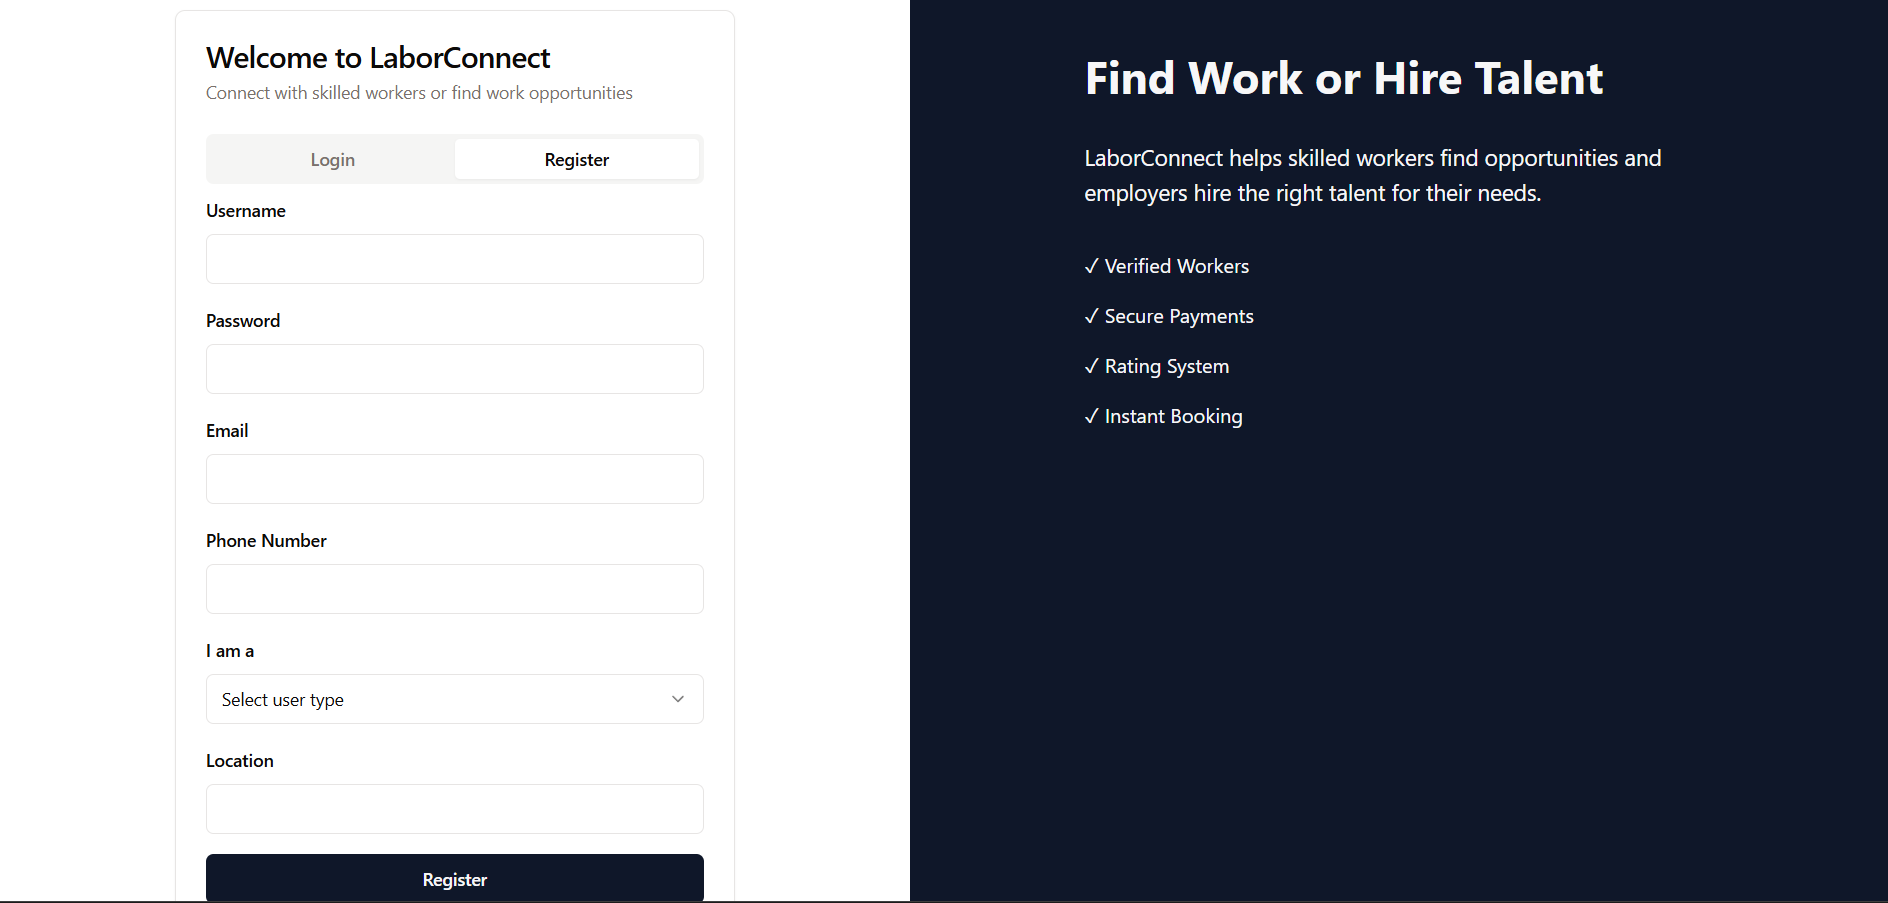 Welcome to LaborConnect
Connect with skilled workers or find work opportunities
Login
Register
Username
Password
Email
Phone Number
I am a
Select user type
Location
Register
Find Work or Hire Talent
LaborConnect helps skilled workers find opportunities and
employers hire the right talent for their needs.
✓ Verified Workers
✓ Secure Payments
✓ Rating System
✓ Instant Booking